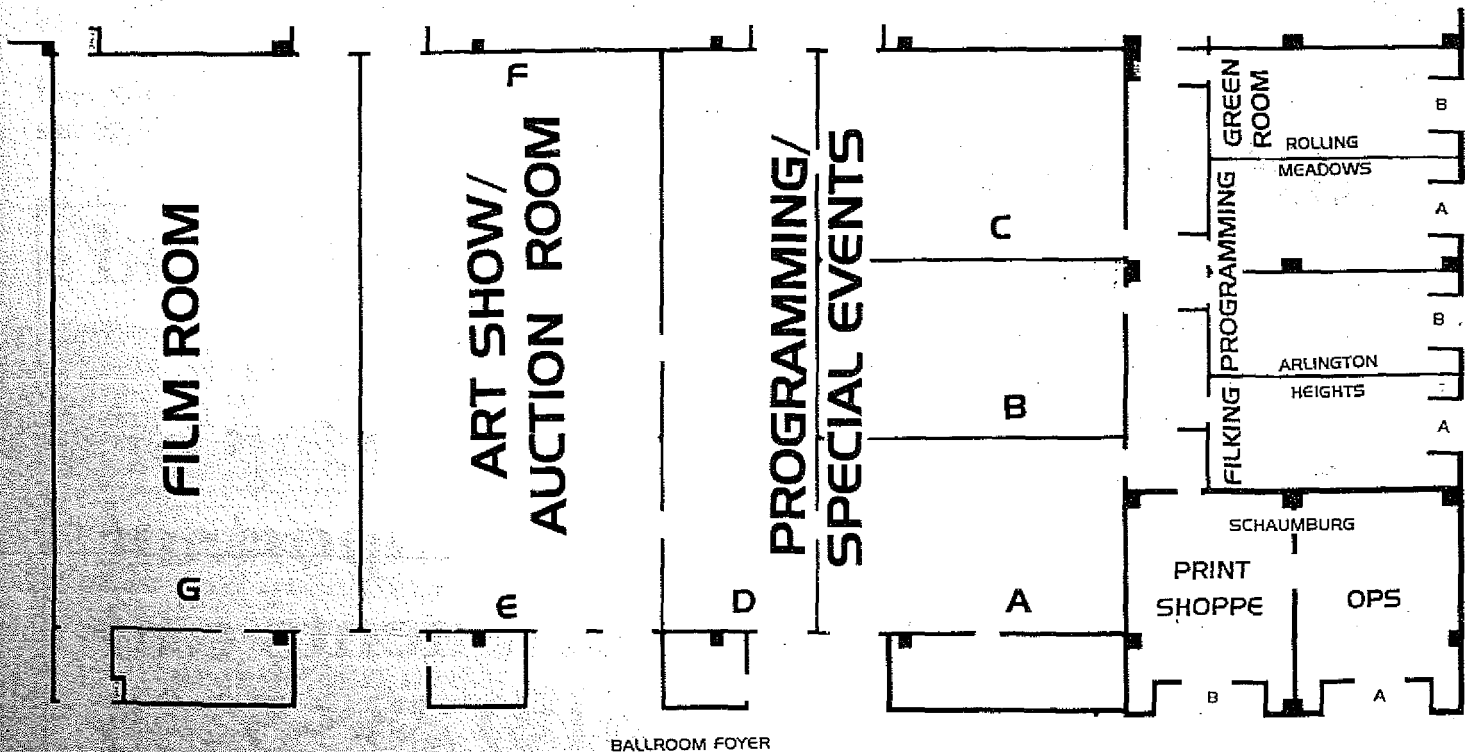 FILM ROOM
G
F
ART SHOW/
AUCTION ROOM
E
D
PROGRAMMING/
SPECIAL EVENTS
C
B
A
GREEN
ROOM
B
ROLLING
MEADOWS
A
FILKING PROGRAMMING
B
ARLINGTON
HEIGHTS
A
SCHAUMBURG
PRINT
SHOPPE
OPS
B
A
BALLROOM FOYER